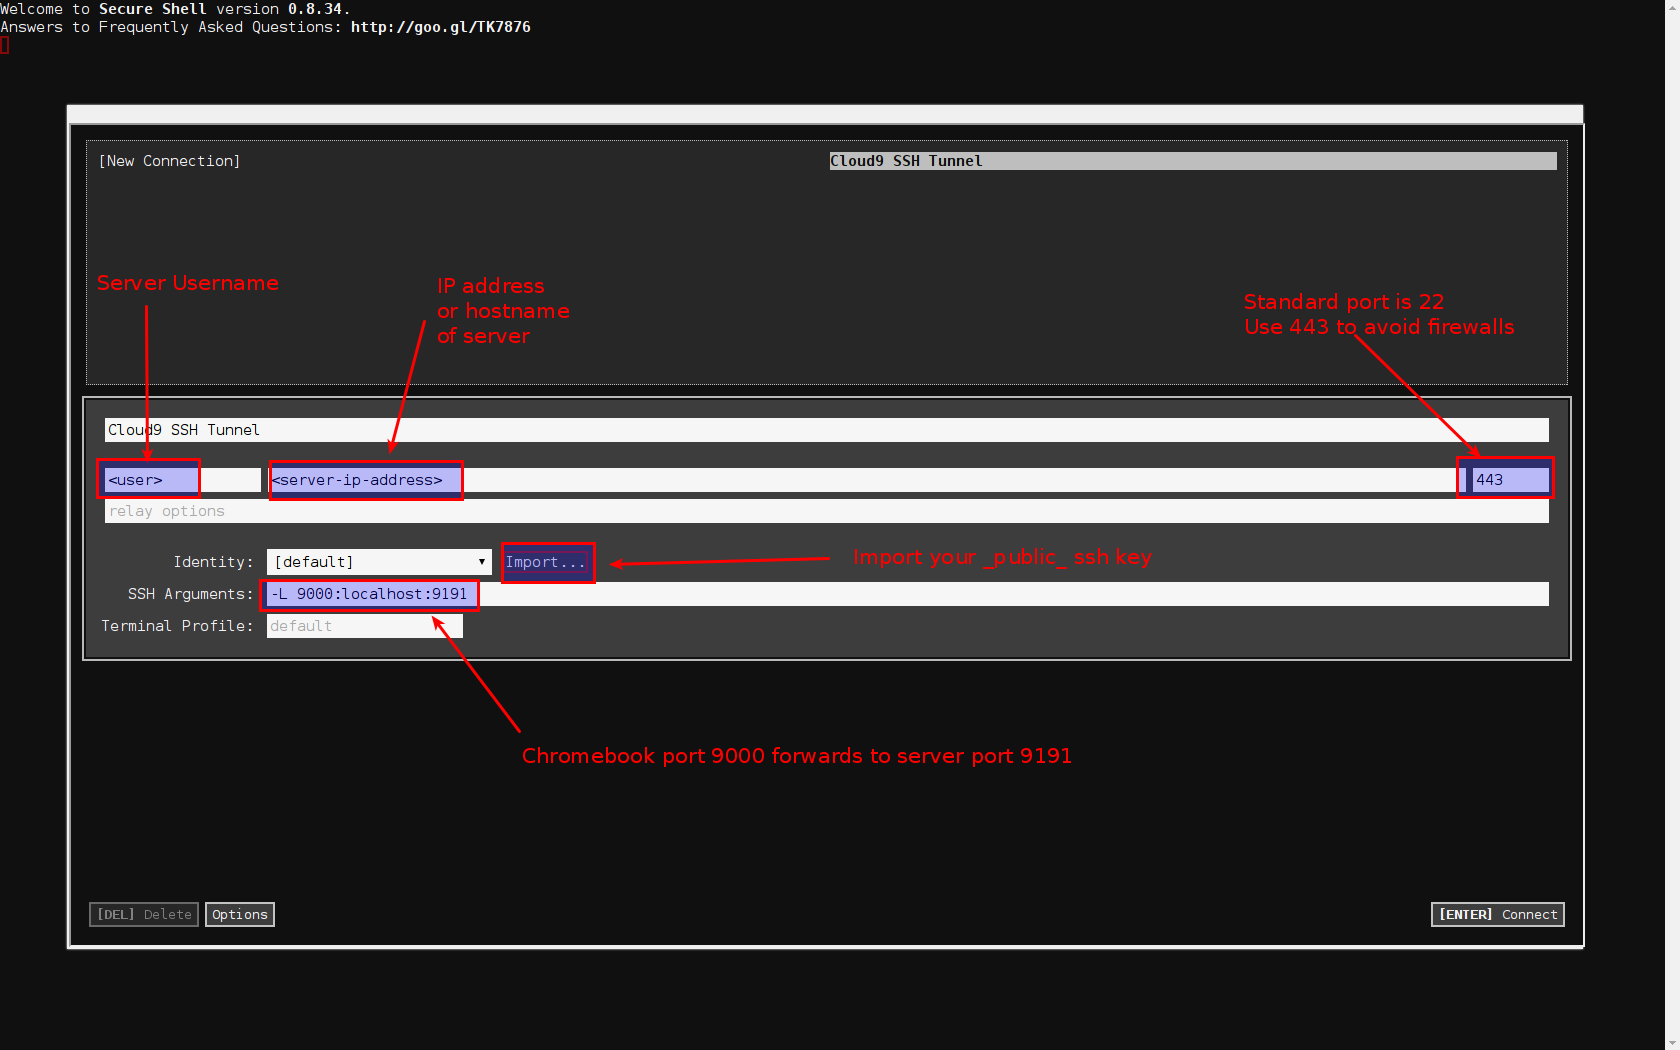 Welcome to Secure Shell version 0.8.34.
Answers to Frequently Asked Questions: http://goo.gl/TK7876
[New Connection]
Cloud9 SSH Tunnel
Server Username
IP address
or hostname
of server
Standard port is 22
Use 443 to avoid firewalls
Cloud9 SSH Tunnel
<user>
<server-ip-address>
443
relay options
Identity:
[default]
Import...
Import your _public_ ssh key
SSH Arguments:
-L 9000:localhost:9191
Terminal Profile:
default
Chromebook port 9000 forwards to server port 9191
[DEL] Delete
Options
[ENTER] Connect